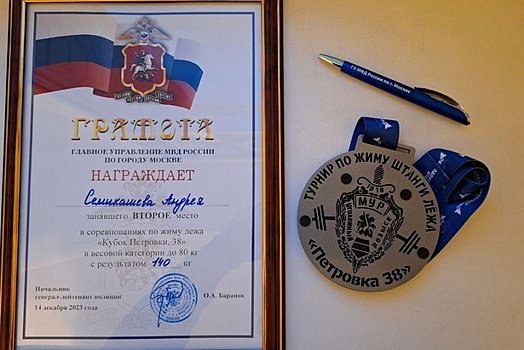 ГРАМОТА
ГЛАВНОЕ УПРАВЛЕНИЕ МВД РОССИИ
ПО ГОРОДУ МОСКВЕ
НАГРАЖДАЕТ
Семикашева Андрея
занявшего ВТОРОЕ место
в соревнованиях по жиму лежа
«Кубок Петровки, 38»
в весовой категории до 80 кг
с результатом 140 кг
Начальник
генерал-лейтенант полиции
О.А. Баранов
14 декабря 2023 года
ГУ МВД России по г. Москве
ТУРНИР ПО ЖИМУ ШТАНГИ ЛЕЖА
1918
МУР
«Петровка 38»